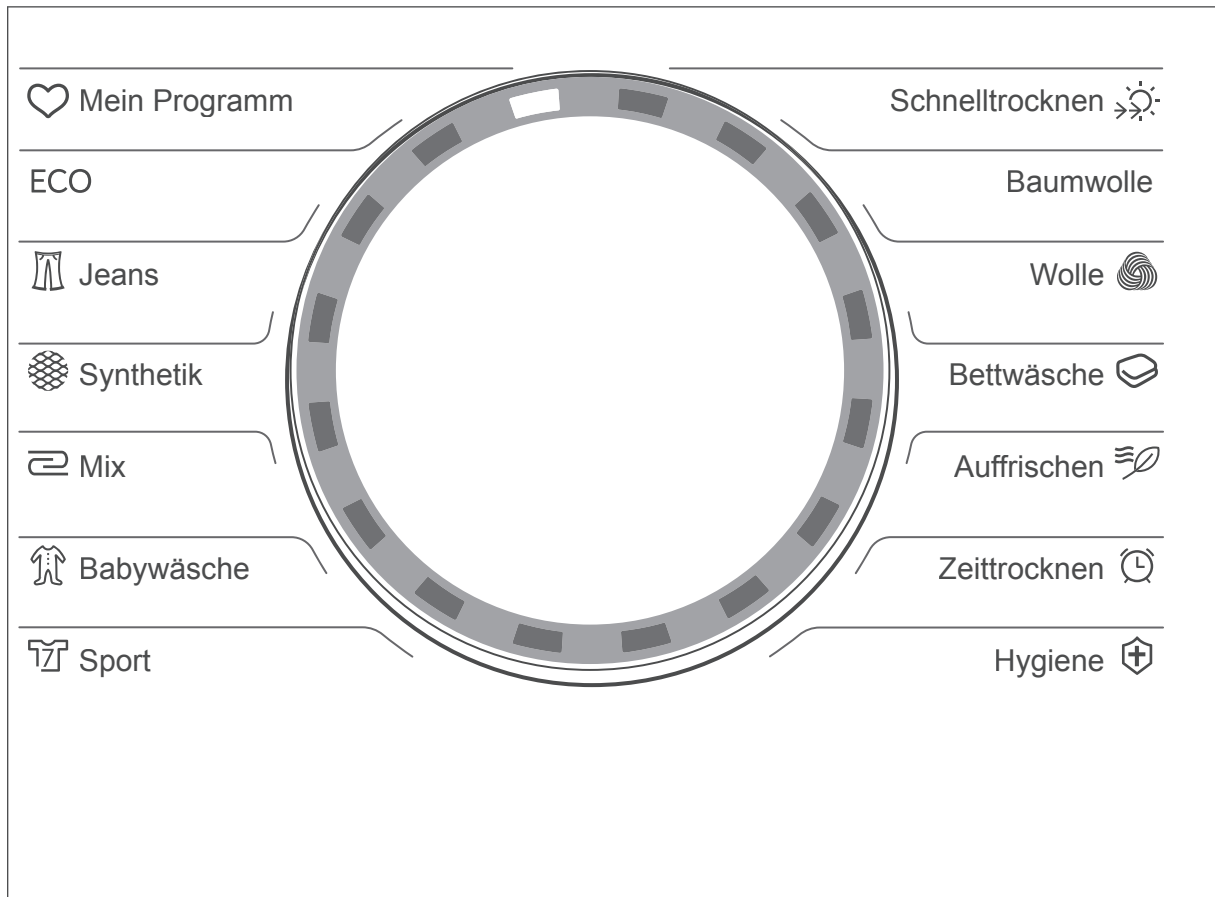 Mein Programm
ECO
Jeans
Synthetik
Mix
Babywäsche
Sport
Schnelltrocknen
Baumwolle
Wolle
Bettwäsche
Auffrischen
Zeittrocknen
Hygiene